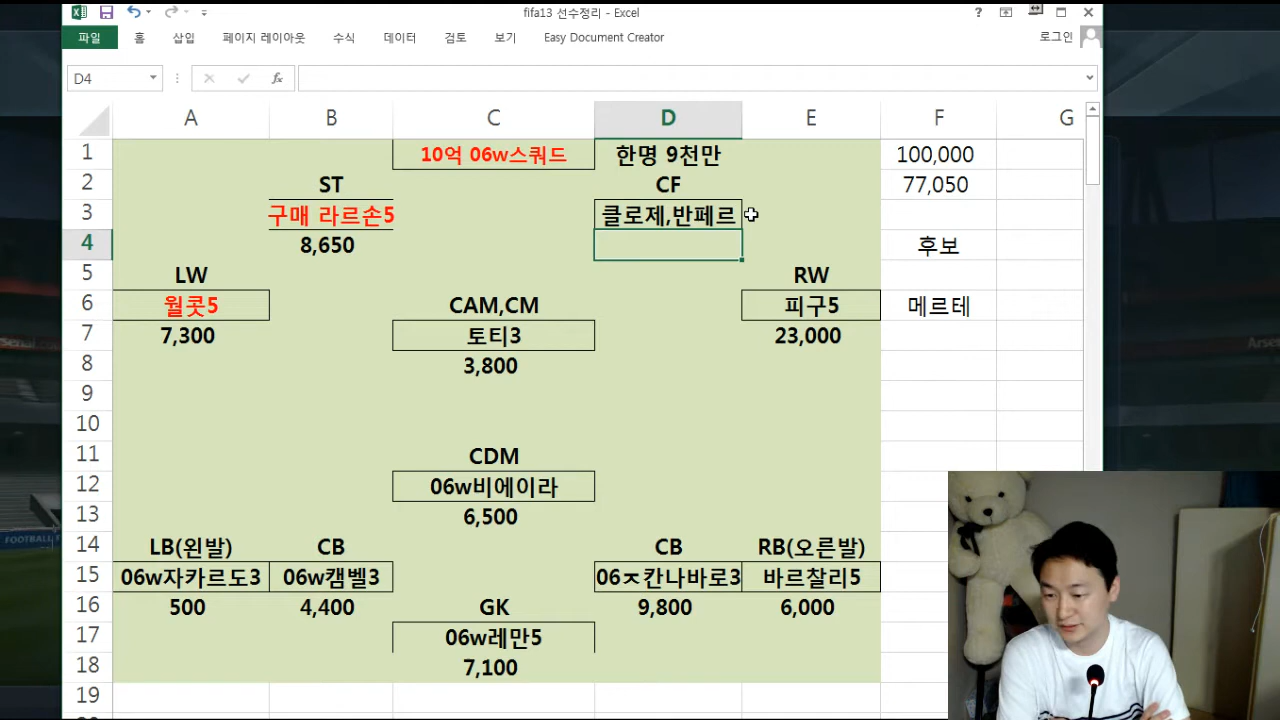 fifa13 선수정리 - Excel
파일 홈 삽입 페이지 레이아웃 수식 데이터 검토 보기 Easy Document Creator 로그인
D4 fx
A B C D E F G
1 10억 06w스쿼드 한명 9천만 100,000
2 ST CF 77,050
3 구매 라르손5 클로제,반페르
4 8,650 후보
5 LW RW
6 월콧5 CAM,CM 피구5 메르테
7 7,300 토티3 23,000
8 3,800
9
10
11 CDM
12 06w비에이라
13 6,500
14 LB(왼발) CB CB RB(오른발)
15 06w자카르도3 06w캠벨3 06ㅈ칸나바로3 바르찰리5
16 500 4,400 GK 9,800 6,000
17 06w레만5
18 7,100
19